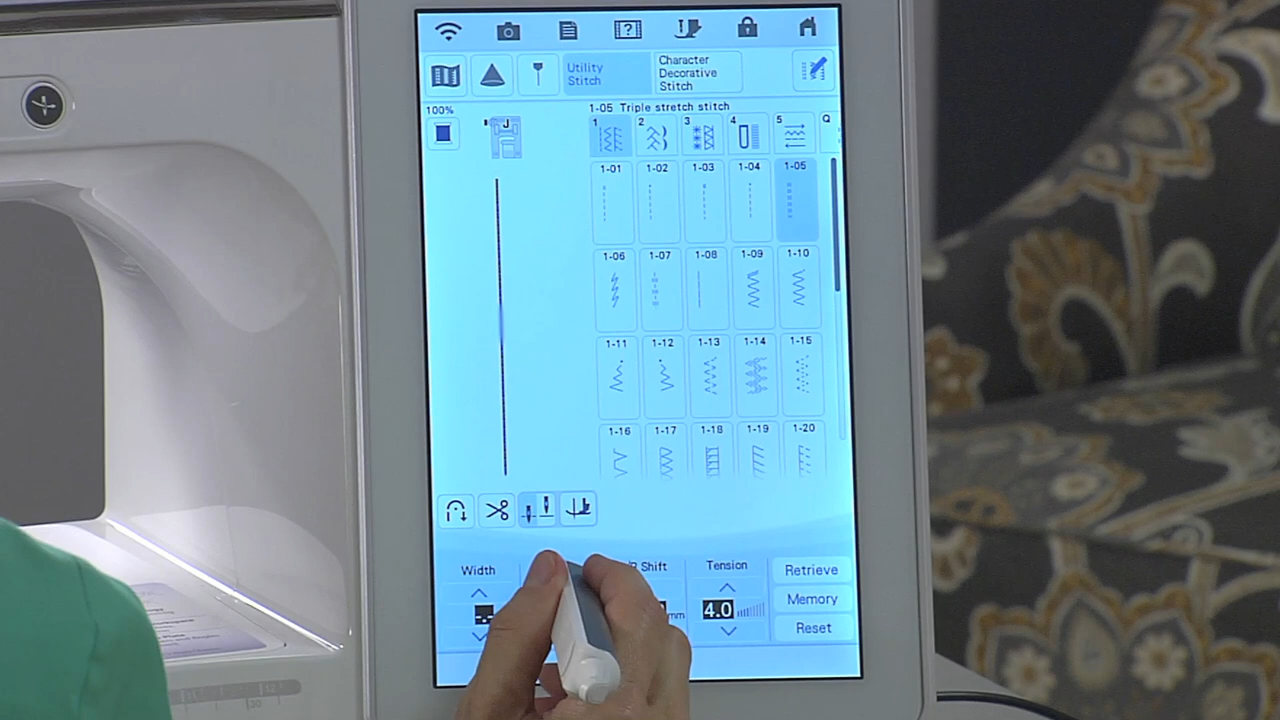 Utility
Stitch
Character
Decorative
Stitch
100%
J
1-05 Triple stretch stitch
1 2 3 4 5 Q
1-01 1-02 1-03 1-04 1-05
1-06 1-07 1-08 1-09 1-10
1-11 1-12 1-13 1-14 1-15
1-16 1-17 1-18 1-19 1-20
Width
Shift
Tension
4.0
mm
Retrieve
Memory
Reset